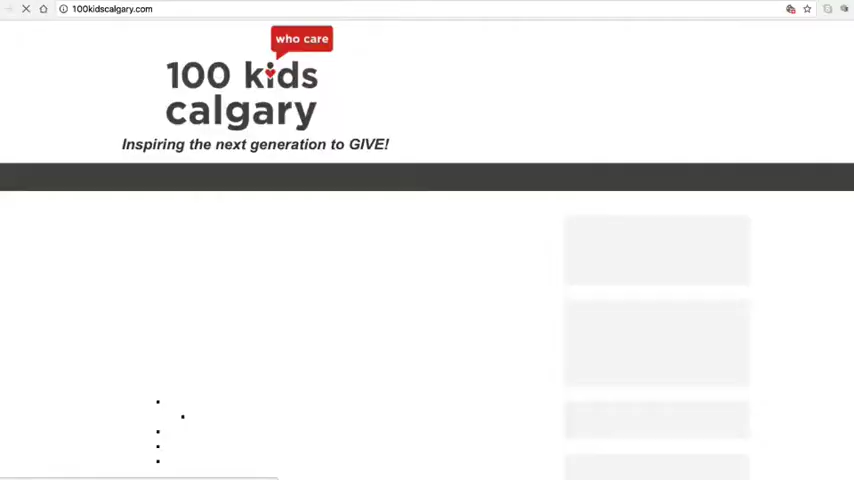 100kidscalgary.com
who care
100 kids
calgary
Inspiring the next generation to GIVE!